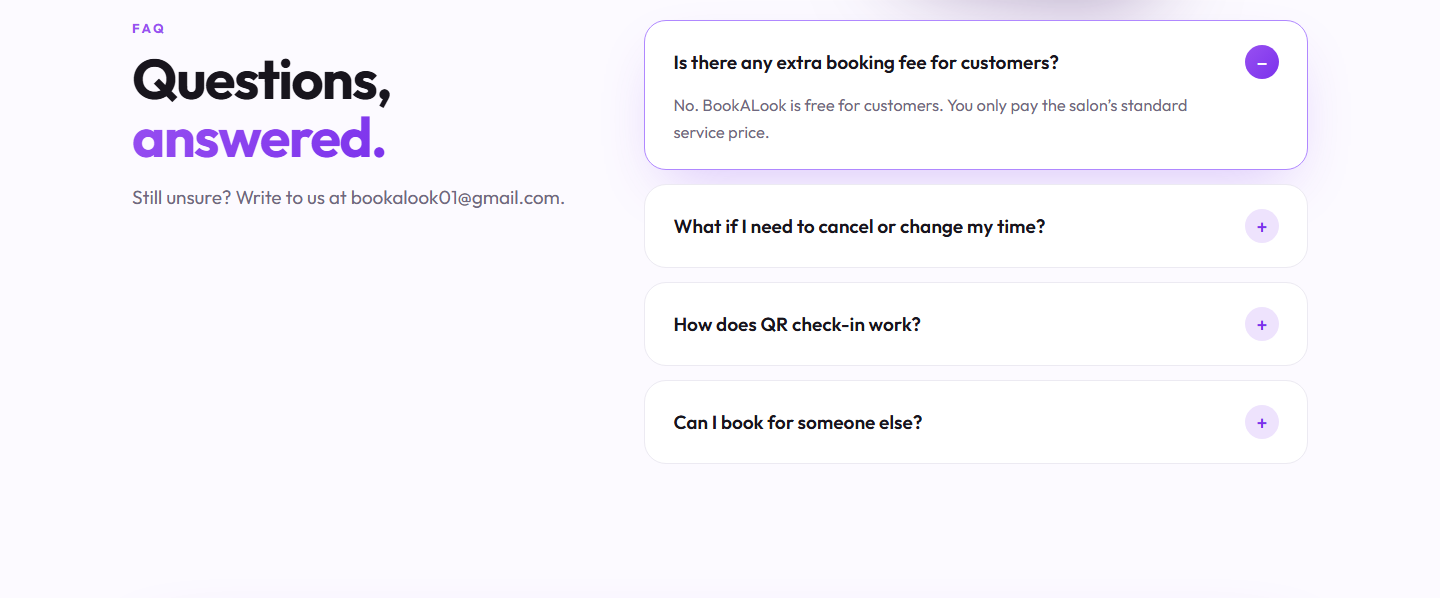 FAQ
Questions,
answered.
Still unsure? Write to us at bookalook01@gmail.com.
Is there any extra booking fee for customers?
–
No. BookALook is free for customers. You only pay the salon’s standard
service price.
What if I need to cancel or change my time?
+
How does QR check-in work?
+
Can I book for someone else?
+